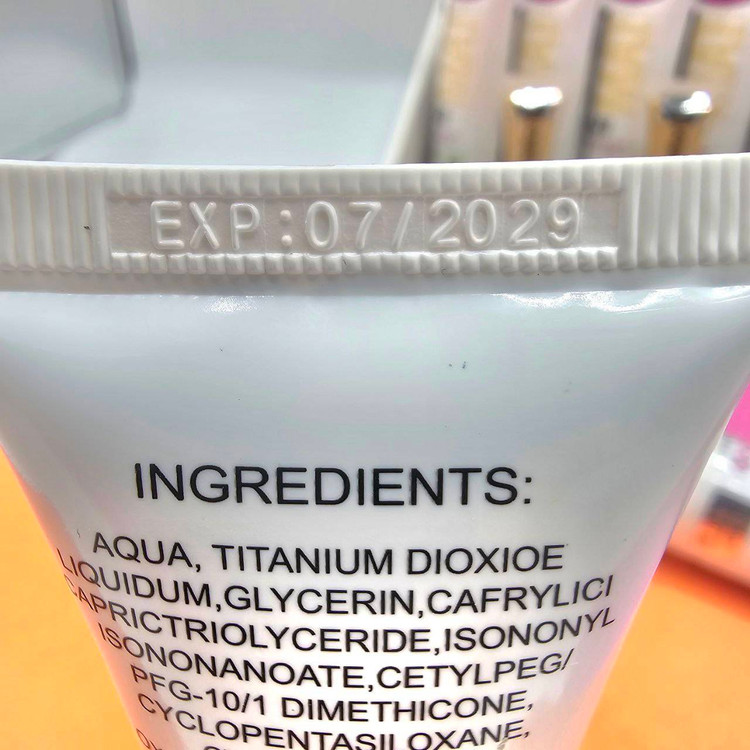 EXP:07/2029
INGREDIENTS:
AQUA, TITANIUM DIOXIOE
LIQUIDUM,GLYCERIN,CAFRYLICI
CAPRICTRIOLYCERIDE,ISONONYL
ISONONANOATE,CETYLPEG/
PFG-10/1 DIMETHICONE,
CYCLOPENTASILOXANE,